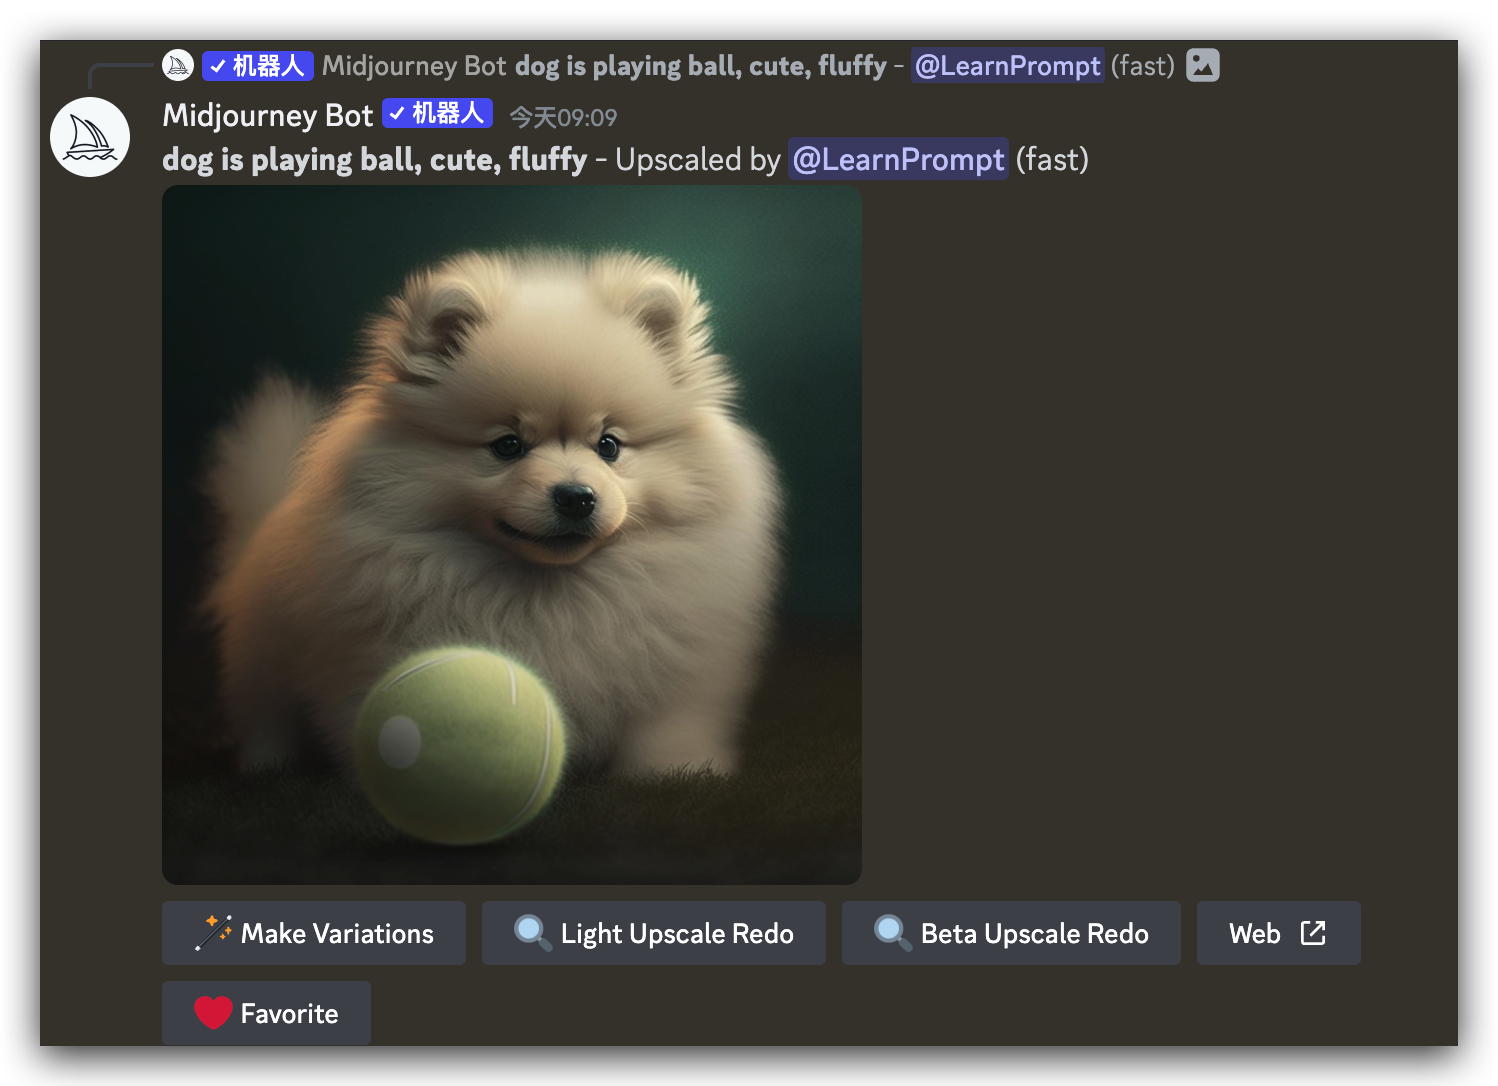 机器人 Midjourney Bot dog is playing ball, cute, fluffy - @LearnPrompt (fast)
Midjourney Bot 机器人 今天09:09
dog is playing ball, cute, fluffy - Upscaled by @LearnPrompt (fast)
Make Variations Light Upscale Redo Beta Upscale Redo Web
Favorite